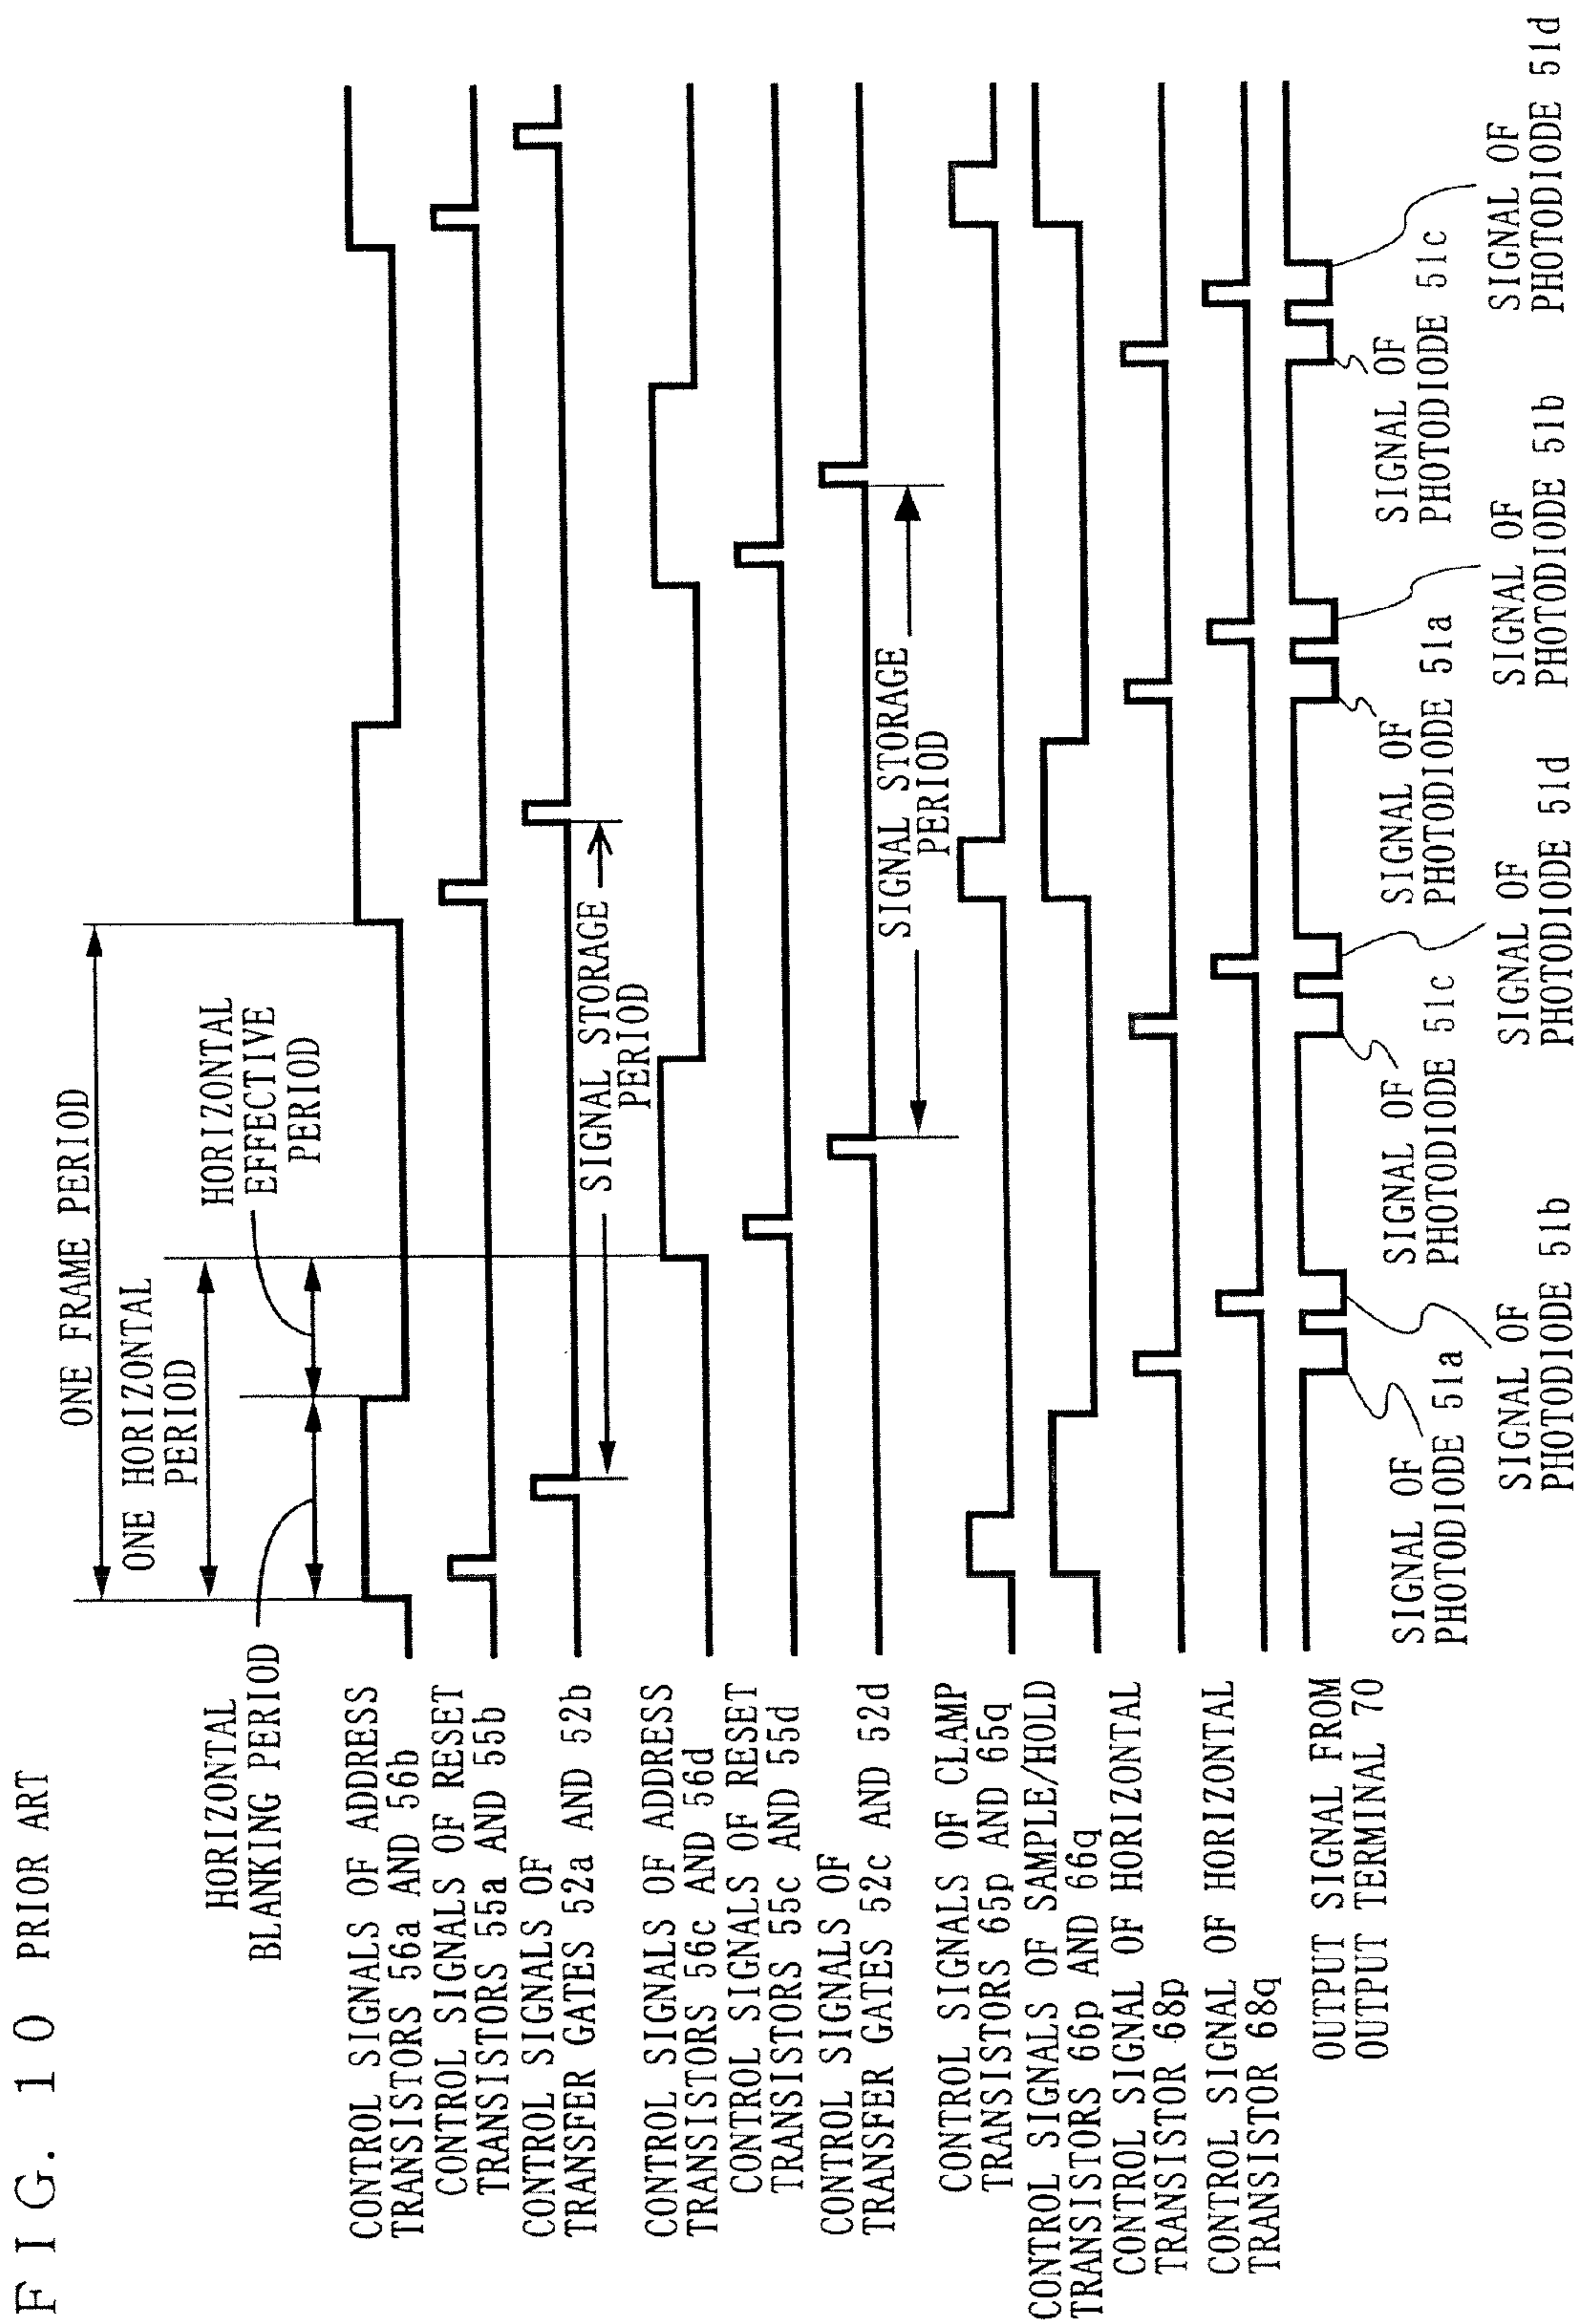 FIG. 10 PRIOR ART
ONE FRAME PERIOD
ONE HORIZONTAL
PERIOD
HORIZONTAL
EFFECTIVE
PERIOD
HORIZONTAL
BLANKING PERIOD
CONTROL SIGNALS OF ADDRESS
TRANSISTORS 56a AND 56b
CONTROL SIGNALS OF RESET
TRANSISTORS 55a AND 55b
CONTROL SIGNALS OF
TRANSFER GATES 52a AND 52b
SIGNAL STORAGE
PERIOD
CONTROL SIGNALS OF ADDRESS
TRANSISTORS 56c AND 56d
CONTROL SIGNALS OF RESET
TRANSISTORS 55c AND 55d
CONTROL SIGNALS OF
TRANSFER GATES 52c AND 52d
SIGNAL STORAGE
PERIOD
CONTROL SIGNALS OF CLAMP
TRANSISTORS 65p AND 65q
CONTROL SIGNALS OF SAMPLE/HOLD
TRANSISTORS 66p AND 66q
CONTROL SIGNAL OF HORIZONTAL
TRANSISTOR 68p
CONTROL SIGNAL OF HORIZONTAL
TRANSISTOR 68q
OUTPUT SIGNAL FROM
OUTPUT TERMINAL 70
SIGNAL OF
PHOTODIODE 51a
SIGNAL OF
PHOTODIODE 51b
SIGNAL OF
PHOTODIODE 51c
SIGNAL OF
PHOTODIODE 51d
SIGNAL OF
PHOTODIODE 51a
SIGNAL OF
PHOTODIODE 51b
SIGNAL OF
PHOTODIODE 51c
SIGNAL OF
PHOTODIODE 51d